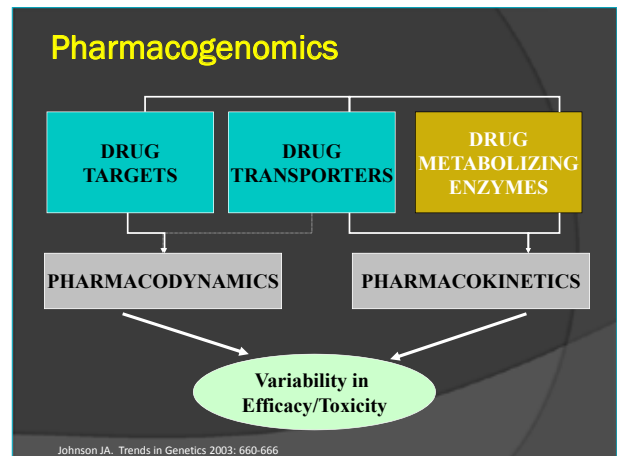 Pharmacogenomics
DRUG
TARGETS
DRUG
TRANSPORTERS
DRUG
METABOLIZING
ENZYMES
PHARMACODYNAMICS
PHARMACOKINETICS
Variability in
Efficacy/Toxicity
Johnson JA. Trends in Genetics 2003: 660-666